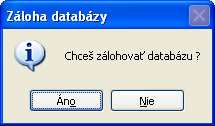 Záloha databázy
Chceš zálohovať databázu ?
Áno
Nie